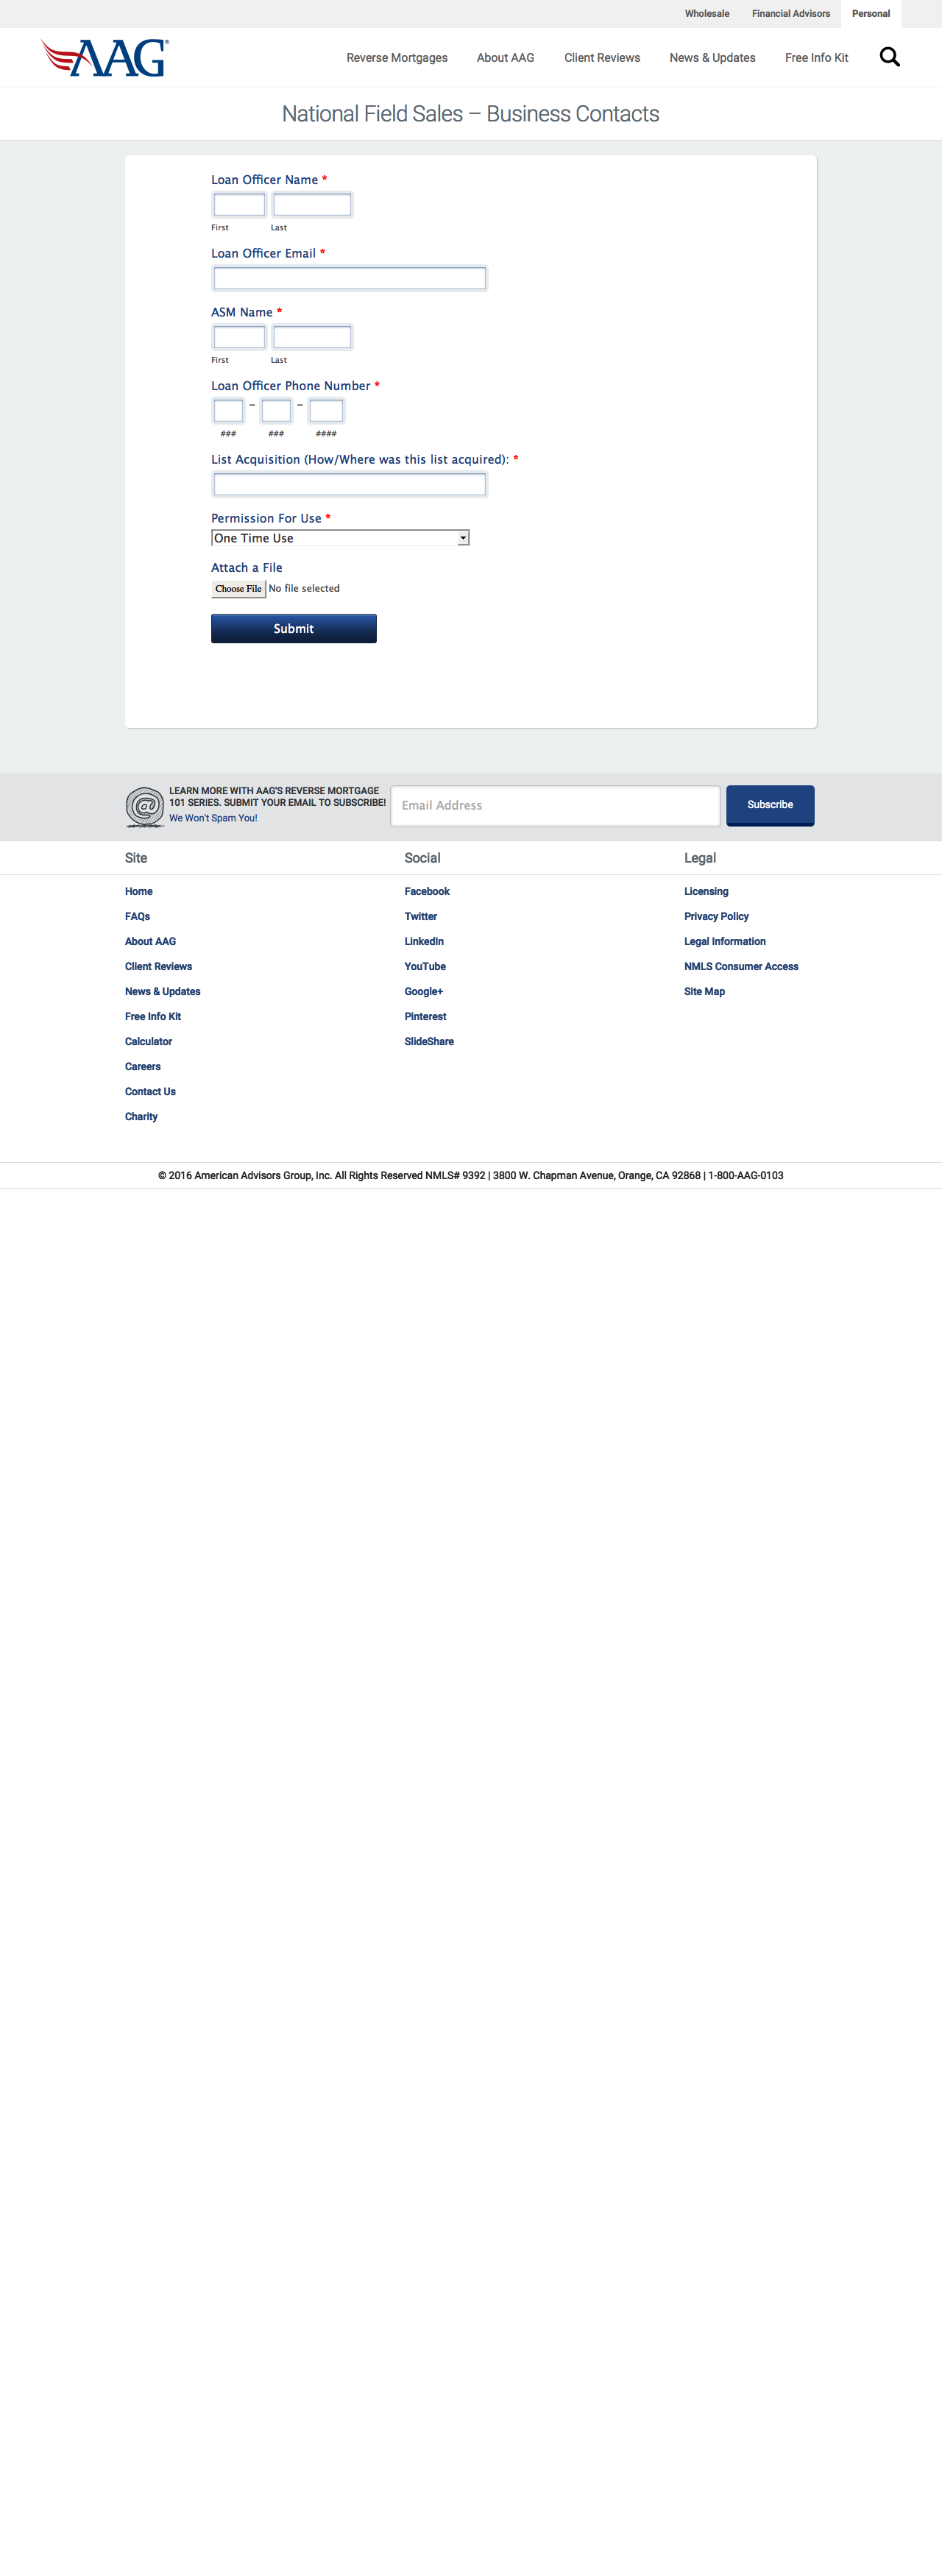 Wholesale
Financial Advisors
Personal
AAG®
Reverse Mortgages
About AAG
Client Reviews
News & Updates
Free Info Kit
National Field Sales – Business Contacts
Loan Officer Name *
First
Last
Loan Officer Email *
ASM Name *
First
Last
Loan Officer Phone Number *
– –
### ### ####
List Acquisition (How/Where was this list acquired): *
Permission For Use *
One Time Use
Attach a File
Choose File No file selected
Submit
LEARN MORE WITH AAG'S REVERSE MORTGAGE
101 SERIES. SUBMIT YOUR EMAIL TO SUBSCRIBE!
We Won't Spam You!
@
Email Address
Subscribe
Site
Home
FAQs
About AAG
Client Reviews
News & Updates
Free Info Kit
Calculator
Careers
Contact Us
Charity
Social
Facebook
Twitter
LinkedIn
YouTube
Google+
Pinterest
SlideShare
Legal
Licensing
Privacy Policy
Legal Information
NMLS Consumer Access
Site Map
© 2016 American Advisors Group, Inc. All Rights Reserved NMLS# 9392 | 3800 W. Chapman Avenue, Orange, CA 92868 | 1-800-AAG-0103